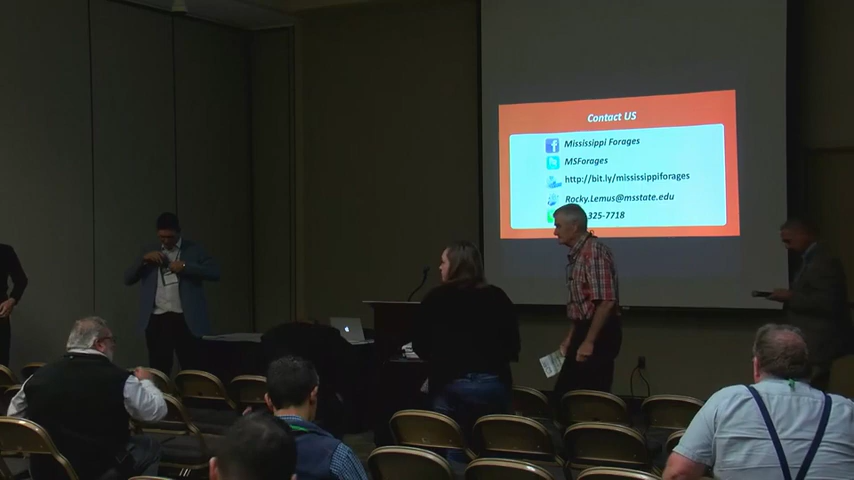 Contact US
Mississippi Forages
MSForages
http://bit.ly/mississippiforages
Rocky.Lemus@msstate.edu
325-7718